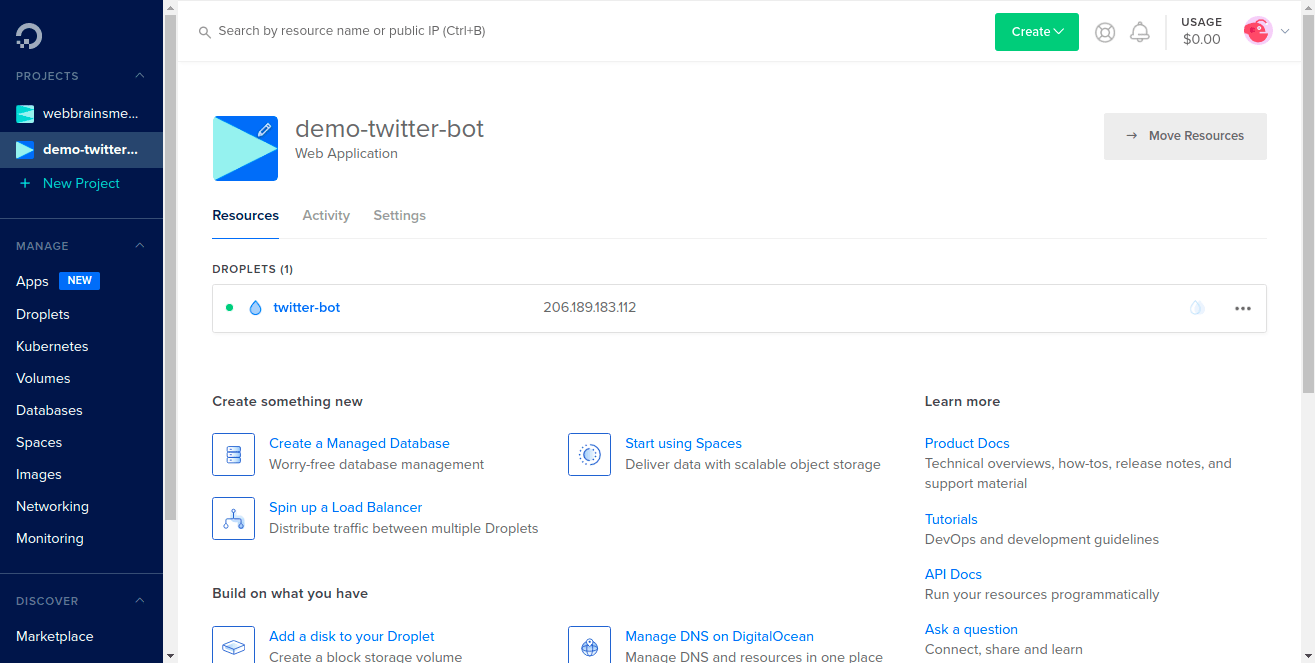 Search by resource name or public IP (Ctrl+B)
Create
USAGE
$0.00
PROJECTS
webbrainsme...
demo-twitter...
+ New Project
MANAGE
Apps NEW
Droplets
Kubernetes
Volumes
Databases
Spaces
Images
Networking
Monitoring
DISCOVER
Marketplace
demo-twitter-bot
Web Application
→ Move Resources
Resources Activity Settings
DROPLETS (1)
twitter-bot 206.189.183.112
Create something new
Create a Managed Database
Worry-free database management
Start using Spaces
Deliver data with scalable object storage
Spin up a Load Balancer
Distribute traffic between multiple Droplets
Build on what you have
Add a disk to your Droplet
Create a block storage volume
Manage DNS on DigitalOcean
Manage DNS and resources in one place
Learn more
Product Docs
Technical overviews, how-tos, release notes, and
support material
Tutorials
DevOps and development guidelines
API Docs
Run your resources programmatically
Ask a question
Connect, share and learn